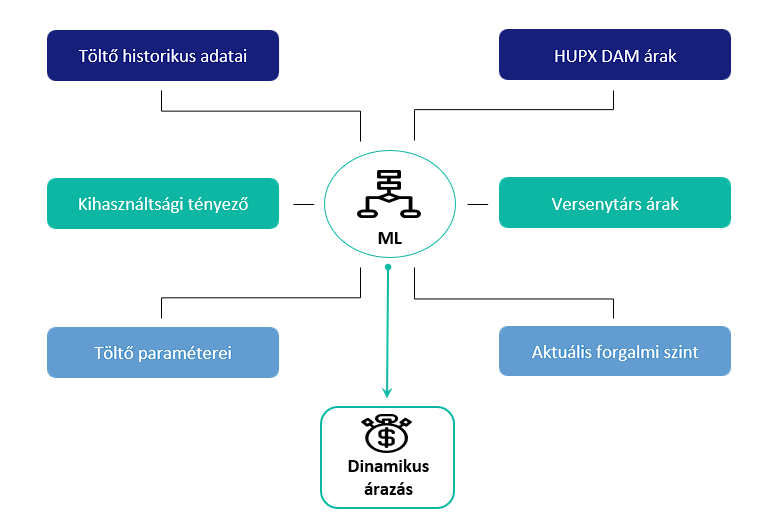 Töltő historikus adatai
HUPX DAM árak
Kihasználtsági tényező
Versenytárs árak
ML
Töltő paraméterei
Aktuális forgalmi szint
$
Dinamikus
árazás